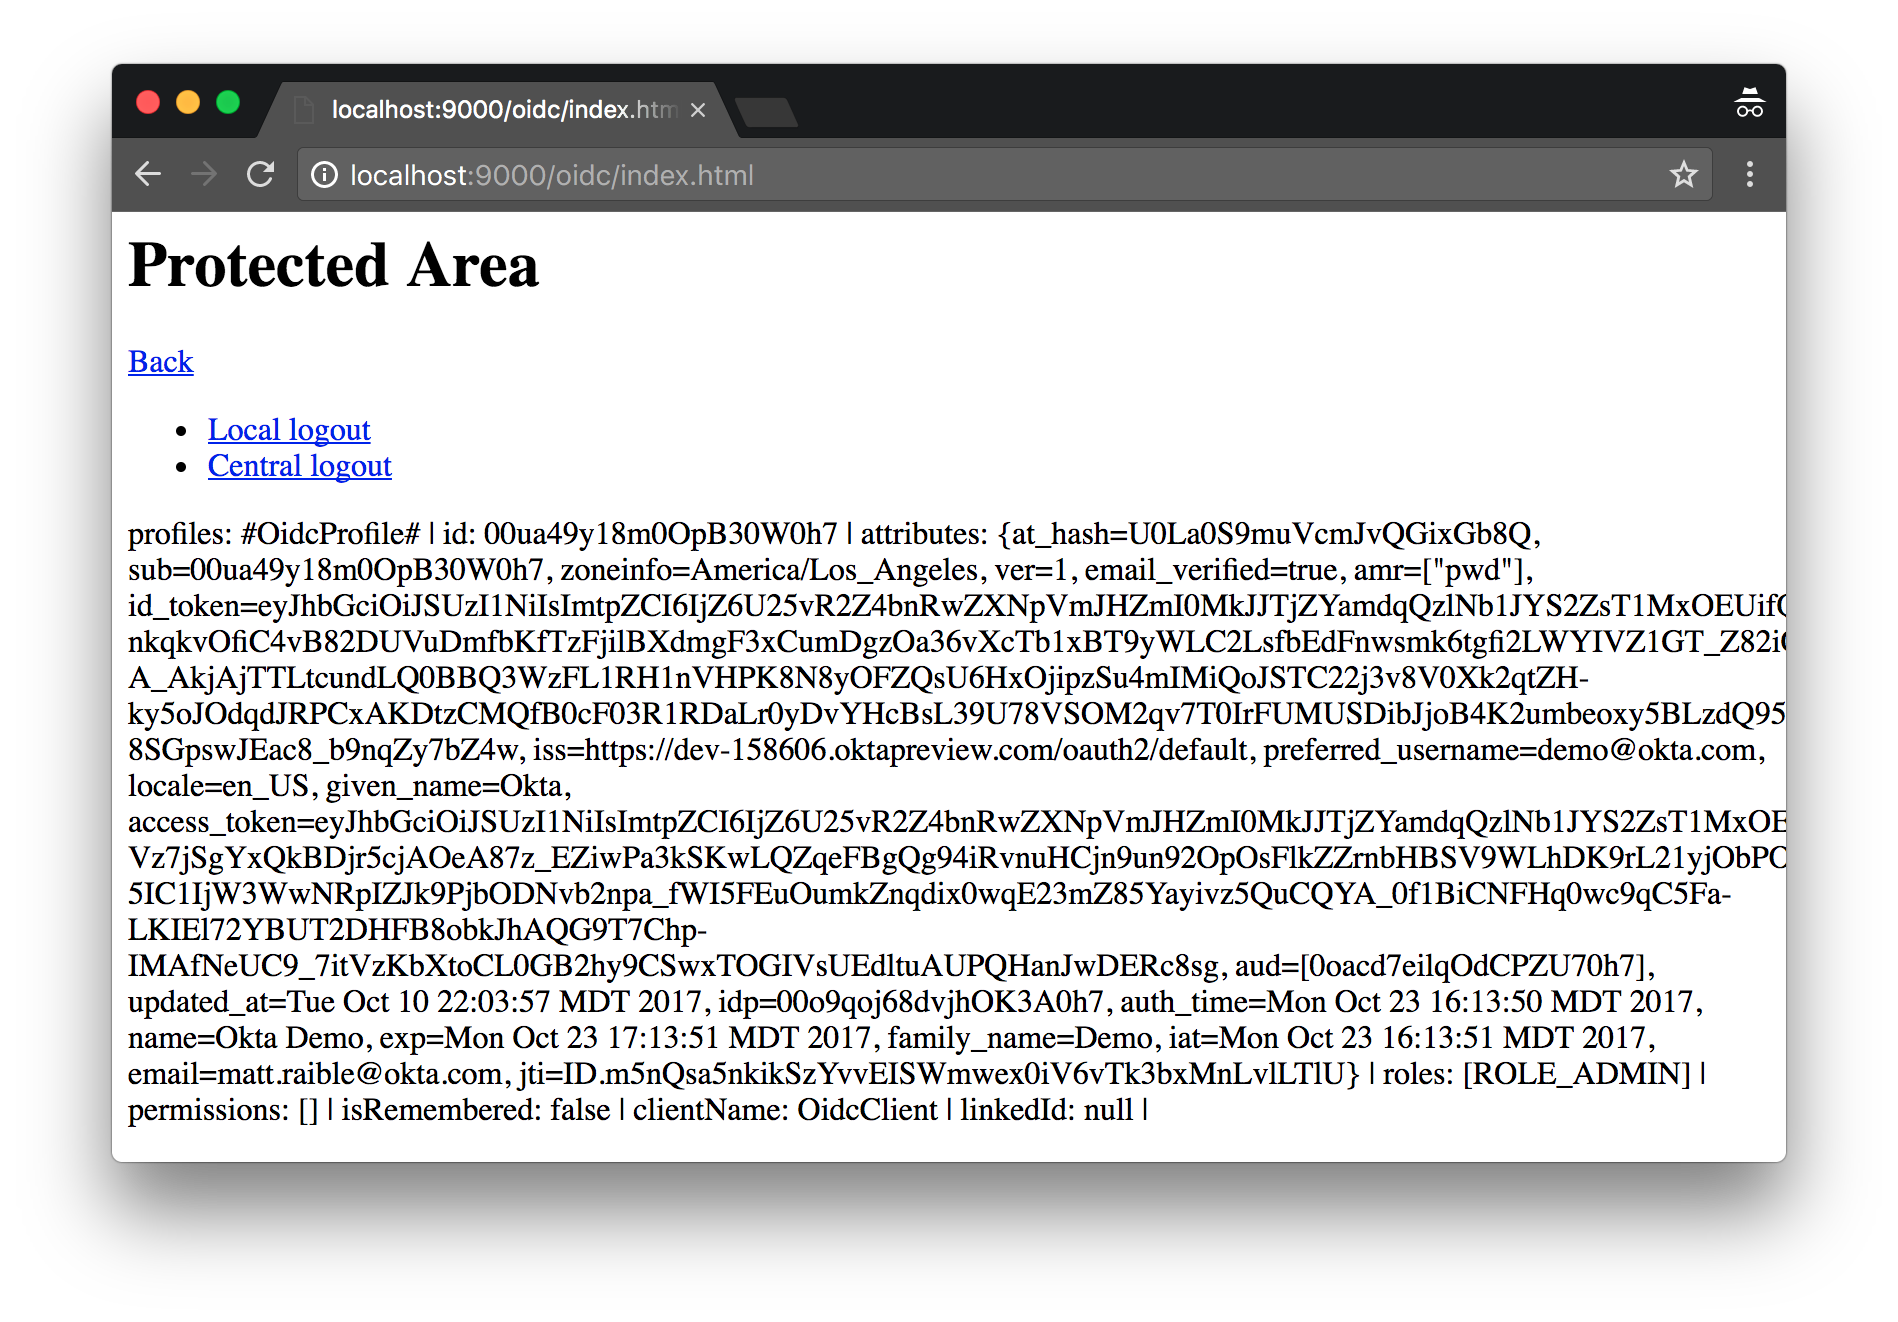 localhost:9000/oidc/index.htm
localhost:9000/oidc/index.html
Protected Area
Back
Local logout
Central logout
profiles: #OidcProfile# | id: 00ua49y18m0OpB30W0h7 | attributes: {at_hash=U0La0S9muVcmJvQGixGb8Q,
sub=00ua49y18m0OpB30W0h7, zoneinfo=America/Los_Angeles, ver=1, email_verified=true, amr=["pwd"],
id_token=eyJhbGciOiJSUzI1NiIsImtpZCI6IjZ6U25vR2Z4bnRwZXNpVmJHZmI0MkJJTjZYamdqQzlNb1JYS2ZsT1MxOEUifQ
nkqkvOfiC4vB82DUVuDmfbKfTzFjilBXdmgF3xCumDgzOa36vXcTb1xBT9yWLC2LsfbEdFnwsmk6tgfi2LWYIVZ1GT_Z82i
A_AkjAjTTLtcundLQ0BBQ3WzFL1RH1nVHPK8N8yOFZQsU6HxOjipzSu4mIMiQoJSTC22j3v8V0Xk2qtZH-
ky5oJOdqdJRPCxAKDtzCMQfB0cF03R1RDaLr0yDvYHcBsL39U78VSOM2qv7T0IrFUMUSDibJjoB4K2umbeoxy5BLzdQ95
8SGpswJEac8_b9nqZy7bZ4w, iss=https://dev-158606.oktapreview.com/oauth2/default, preferred_username=demo@okta.com,
locale=en_US, given_name=Okta,
access_token=eyJhbGciOiJSUzI1NiIsImtpZCI6IjZ6U25vR2Z4bnRwZXNpVmJHZmI0MkJJTjZYamdqQzlNb1JYS2ZsT1MxOE
Vz7jSgYxQkBDjr5cjAOeA87z_EZiwPa3kSKwLQZqeFBgQg94iRvnuHCjn9un92OpOsFlkZZrnbHBSV9WLhDK9rL21yjObPC
5IC1IjW3WwNRpIZJk9PjbODNvb2npa_fWI5FEuOumkZnqdix0wqE23mZ85Yayivz5QuCQYA_0f1BiCNFHq0wc9qC5Fa-
LKIEl72YBUT2DHFB8obkJhAQG9T7Chp-
IMAfNeUC9_7itVzKbXtoCL0GB2hy9CSwxTOGIVsUEdltuAUPQHanJwDERc8sg, aud=[0oacd7eilqOdCPZU70h7],
updated_at=Tue Oct 10 22:03:57 MDT 2017, idp=00o9qoj68dvjhOK3A0h7, auth_time=Mon Oct 23 16:13:50 MDT 2017,
name=Okta Demo, exp=Mon Oct 23 17:13:51 MDT 2017, family_name=Demo, iat=Mon Oct 23 16:13:51 MDT 2017,
email=matt.raible@okta.com, jti=ID.m5nQsa5nkikSzYvvEISWmwex0iV6vTk3bxMnLvlLTlU} | roles: [ROLE_ADMIN] |
permissions: [] | isRemembered: false | clientName: OidcClient | linkedId: null |